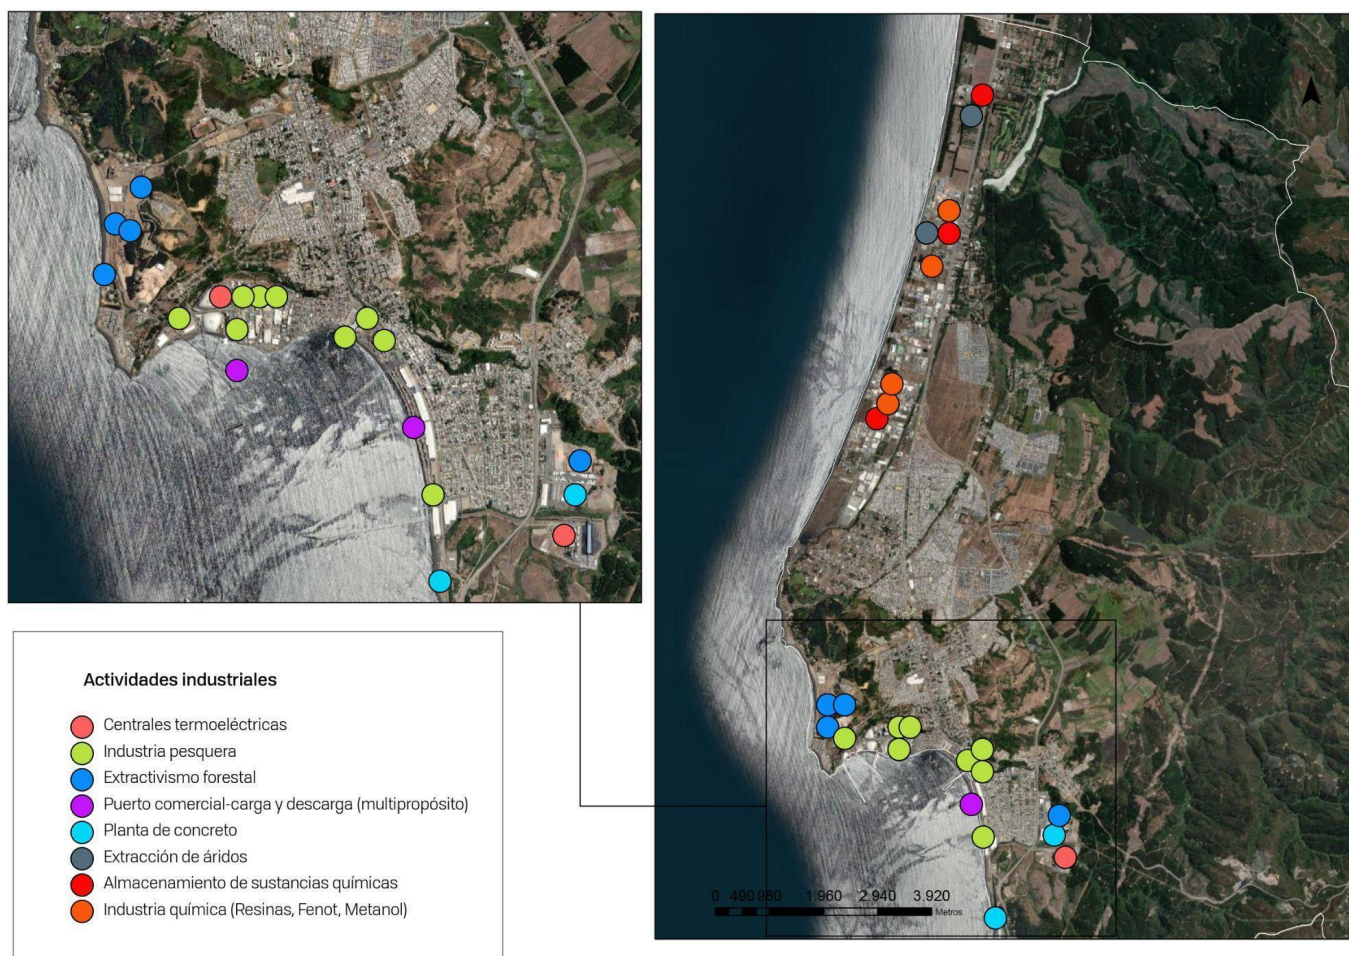 Actividades industriales
Centrales termoeléctricas
Industria pesquera
Extractivismo forestal
Puerto comercial-carga y descarga (multipropósito)
Planta de concreto
Extracción de áridos
Almacenamiento de sustancias químicas
Industria química (Resinas, Fenot, Metanol)
0 490 980 1.960 2.940 3.920
Metros